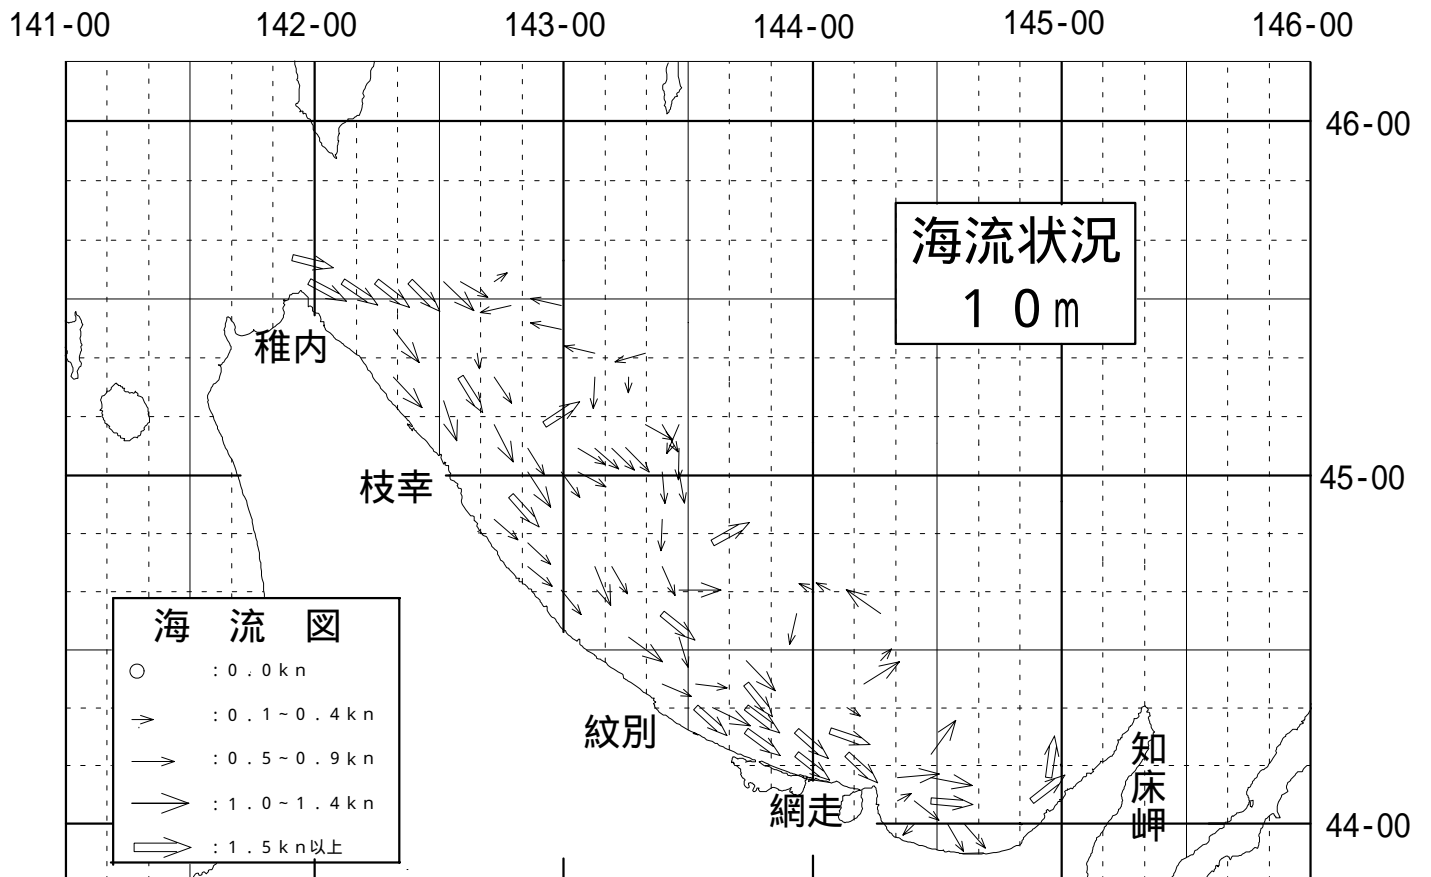 141-00 142-00 143-00 144-00 145-00 146-00
46-00
海流状況
10m
稚内
45-00
枝幸
海 流 図
:0.0kn
:0.1~0.4kn
:0.5~0.9kn
:1.0~1.4kn
:1.5kn以上
紋別
網走
知床岬
44-00